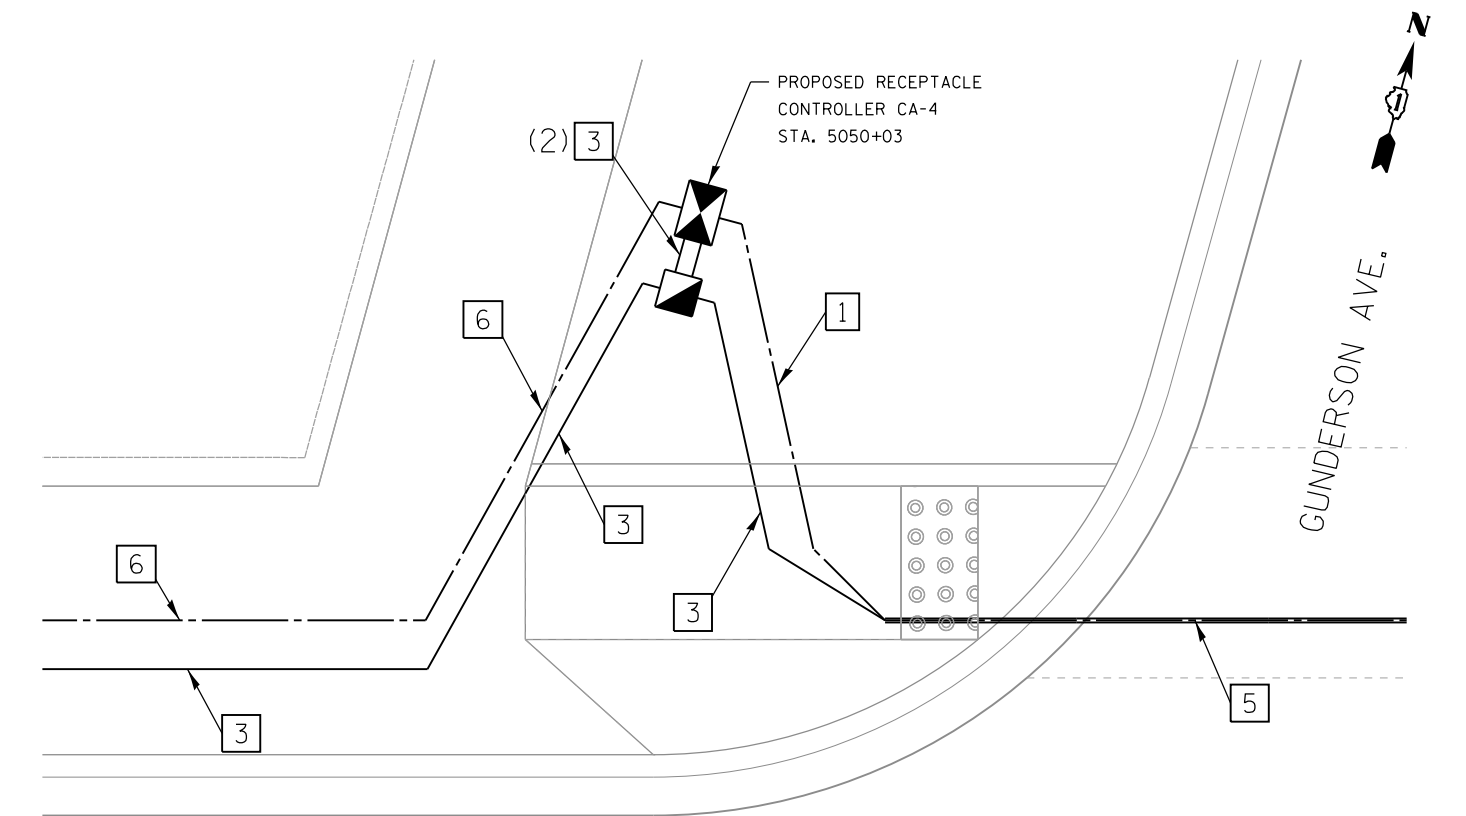 N
1
PROPOSED RECEPTACLE
CONTROLLER CA-4
STA. 5050+03
(2) 3
6
1
GUNDERSON AVE.
3
6
3
5
3